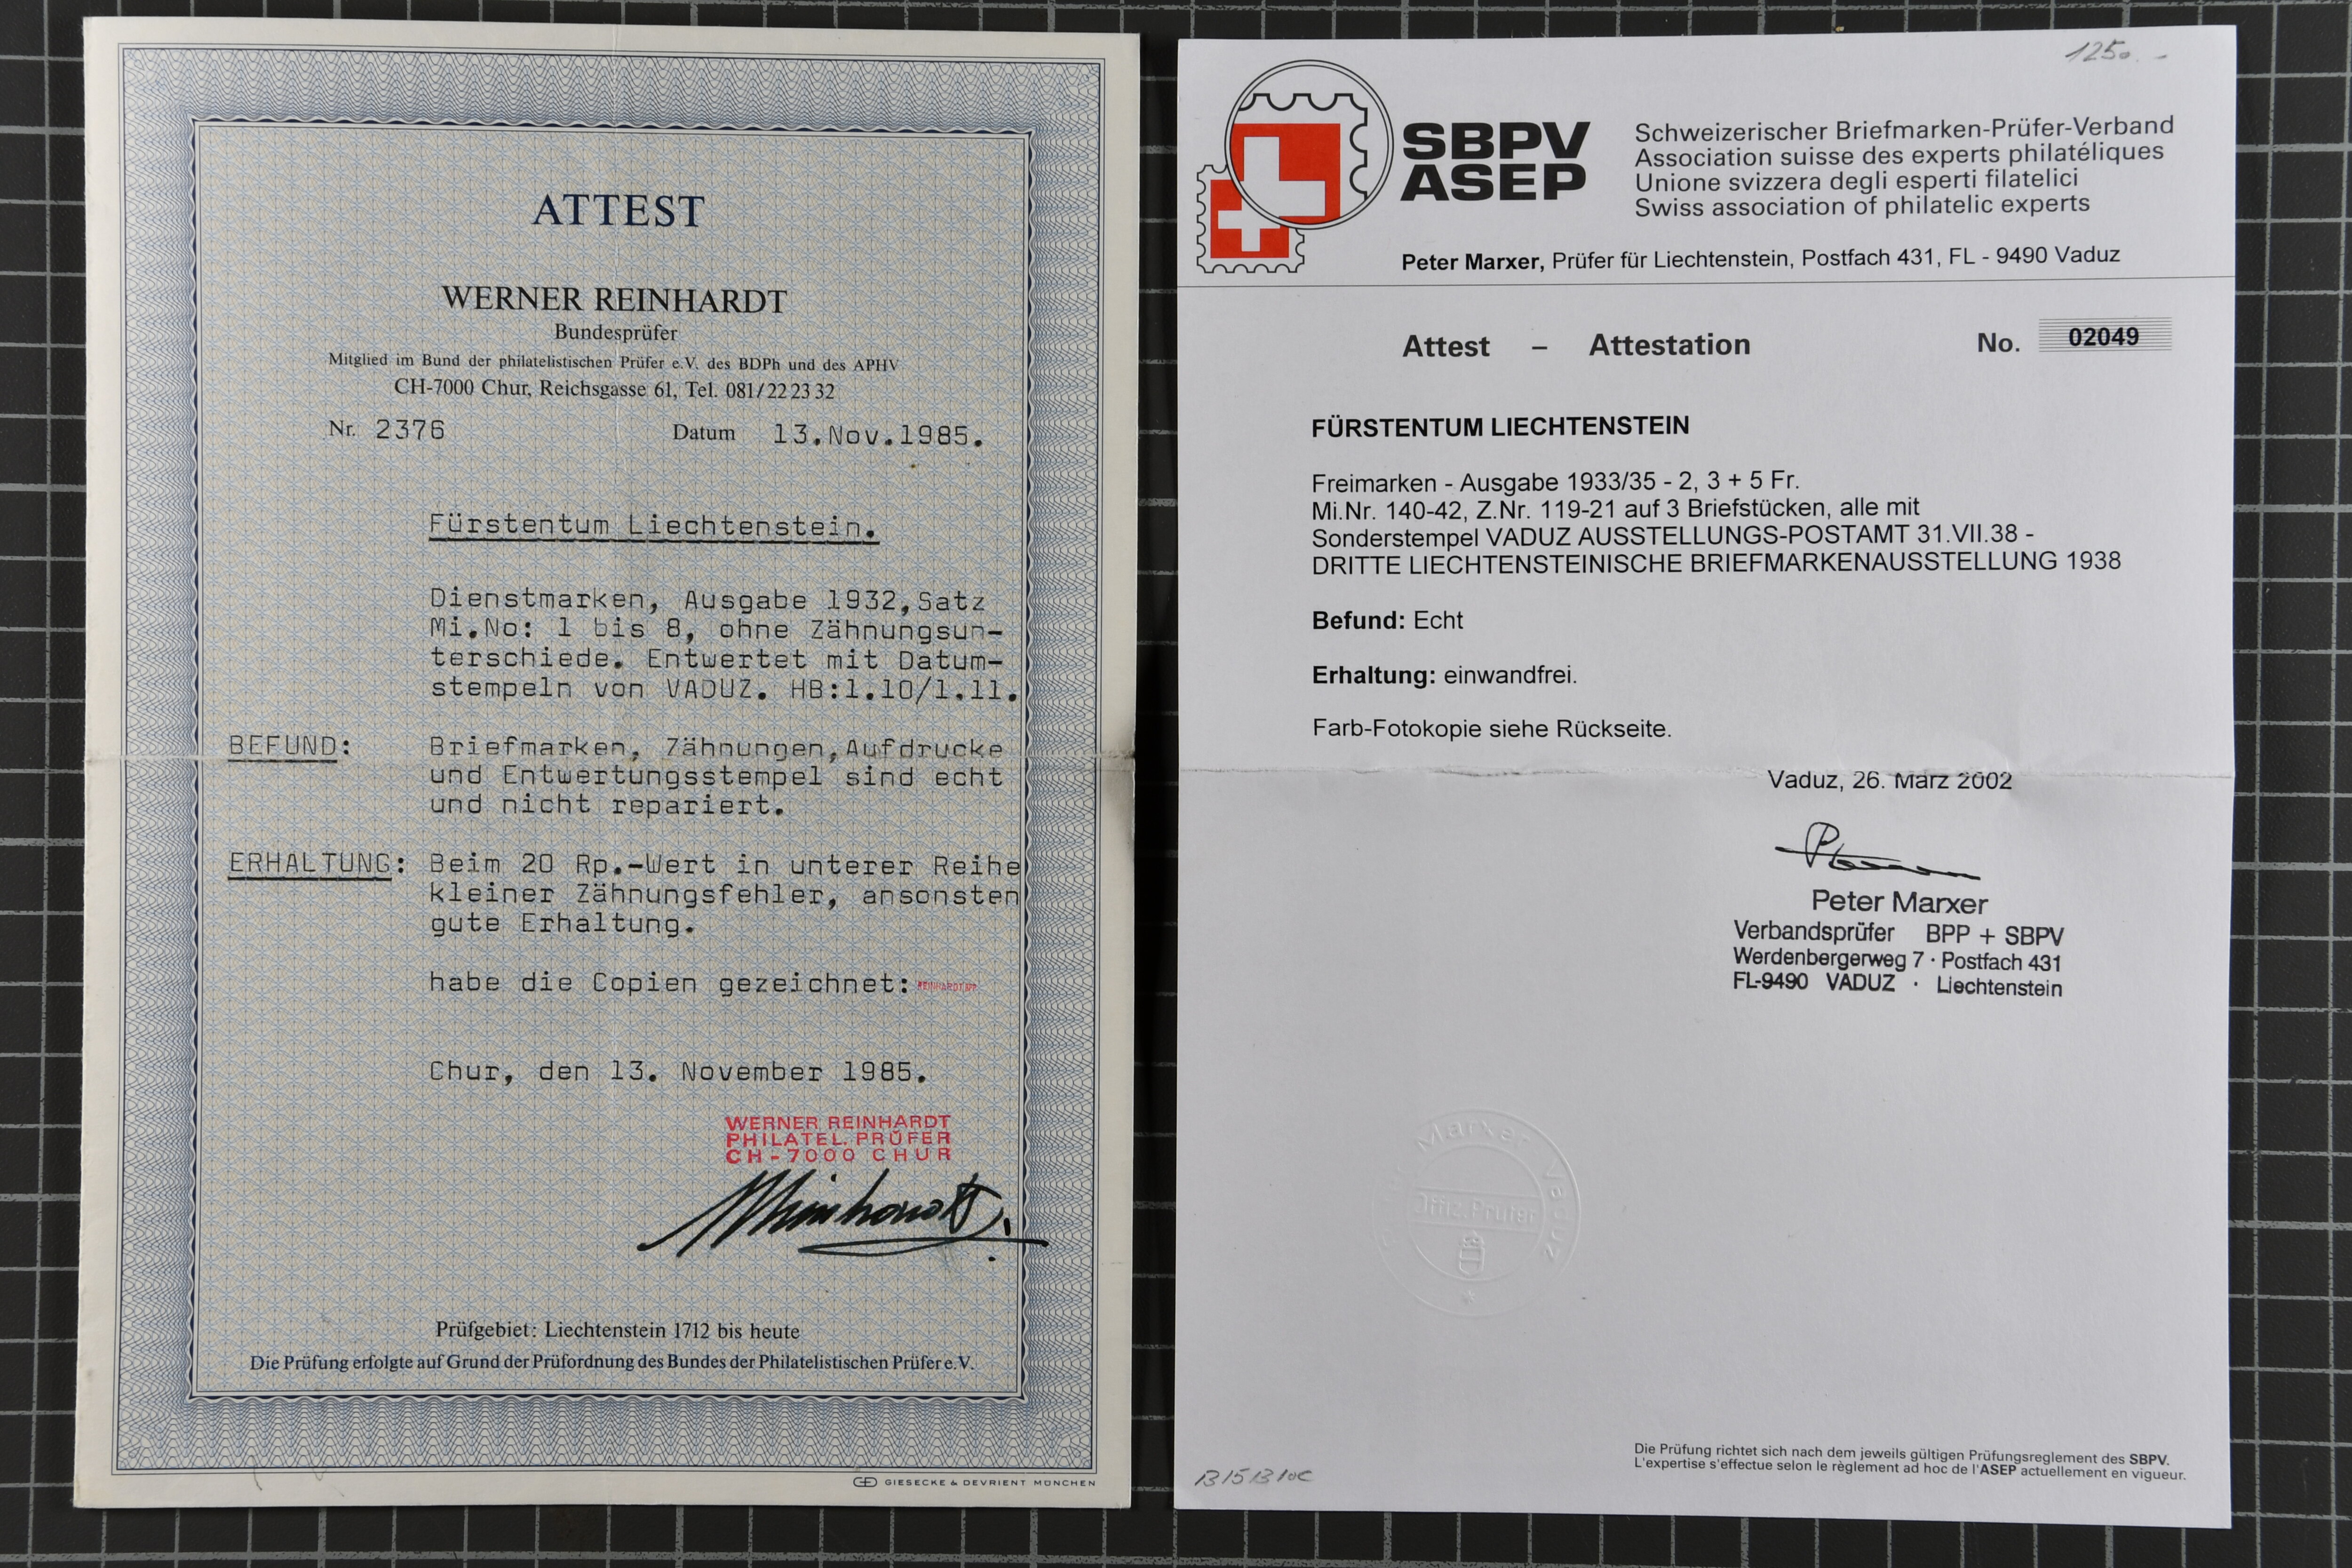 ATTEST
WERNER REINHARDT
Bundesprüfer
Mitglied im Bund der philatelistischen Prüfer e.V. des BDPh und des APHV
CH-7000 Chur, Reichsgasse 61, Tel. 081/22 23 32
Nr. 2376 Datum 13.Nov.1985.
Fürstentum Liechtenstein.
Dienstmarken, Ausgabe 1932,Satz
Mi.No: 1 bis 8, ohne Zähnungsun-
terschiede. Entwertet mit Datum-
stempeln von VADUZ. HB:1.10/1.11.
BEFUND: Briefmarken, Zähnungen,Aufdrucke
und Entwertungsstempel sind echt
und nicht repariert.
ERHALTUNG: Beim 20 Rp.-Wert in unterer Reihe
kleiner Zähnungsfehler, ansonsten
gute Erhaltung.
habe die Copien gezeichnet: REINHARDT BPP
Chur, den 13. November 1985.
WERNER REINHARDT
PHILATEL. PRÜFER
CH-7000 CHUR
Prüfgebiet: Liechtenstein 1712 bis heute
Die Prüfung erfolgte auf Grund der Prüfordnung des Bundes der Philatelistischen Prüfer e.V.
GIESECKE & DEVRIENT MÜNCHEN
1250.-
SBPV
ASEP
Schweizerischer Briefmarken-Prüfer-Verband
Association suisse des experts philatéliques
Unione svizzera degli esperti filatelici
Swiss association of philatelic experts
Peter Marxer, Prüfer für Liechtenstein, Postfach 431, FL - 9490 Vaduz
Attest – Attestation No. 02049
FÜRSTENTUM LIECHTENSTEIN
Freimarken - Ausgabe 1933/35 - 2, 3 + 5 Fr.
Mi.Nr. 140-42, Z.Nr. 119-21 auf 3 Briefstücken, alle mit
Sonderstempel VADUZ AUSSTELLUNGS-POSTAMT 31.VII.38 -
DRITTE LIECHTENSTEINISCHE BRIEFMARKENAUSSTELLUNG 1938
Befund: Echt
Erhaltung: einwandfrei.
Farb-Fotokopie siehe Rückseite.
Vaduz, 26. März 2002
Peter Marxer
Verbandsprüfer BPP + SBPV
Werdenbergerweg 7 · Postfach 431
FL-9490 VADUZ · Liechtenstein
Marxer Vaduz
Offiz. Prüfer
Die Prüfung richtet sich nach dem jeweils gültigen Prüfungsreglement des SBPV.
L'expertise s'effectue selon le règlement ad hoc de l'ASEP actuellement en vigueur.